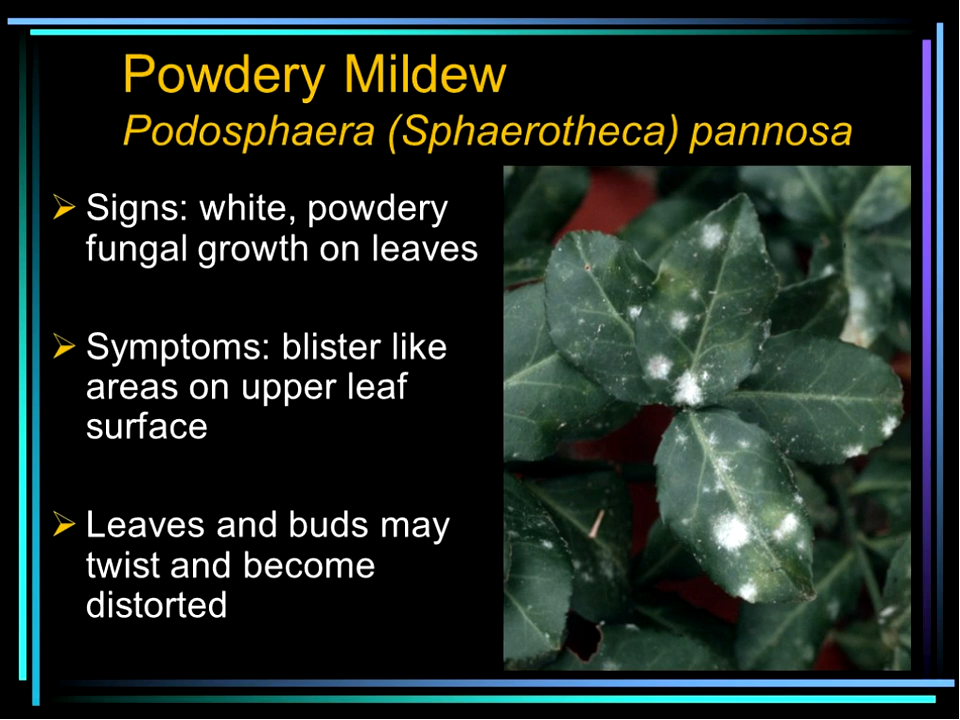 Powdery Mildew
Podosphaera (Sphaerotheca) pannosa
Signs: white, powdery
fungal growth on leaves
Symptoms: blister like
areas on upper leaf
surface
Leaves and buds may
twist and become
distorted